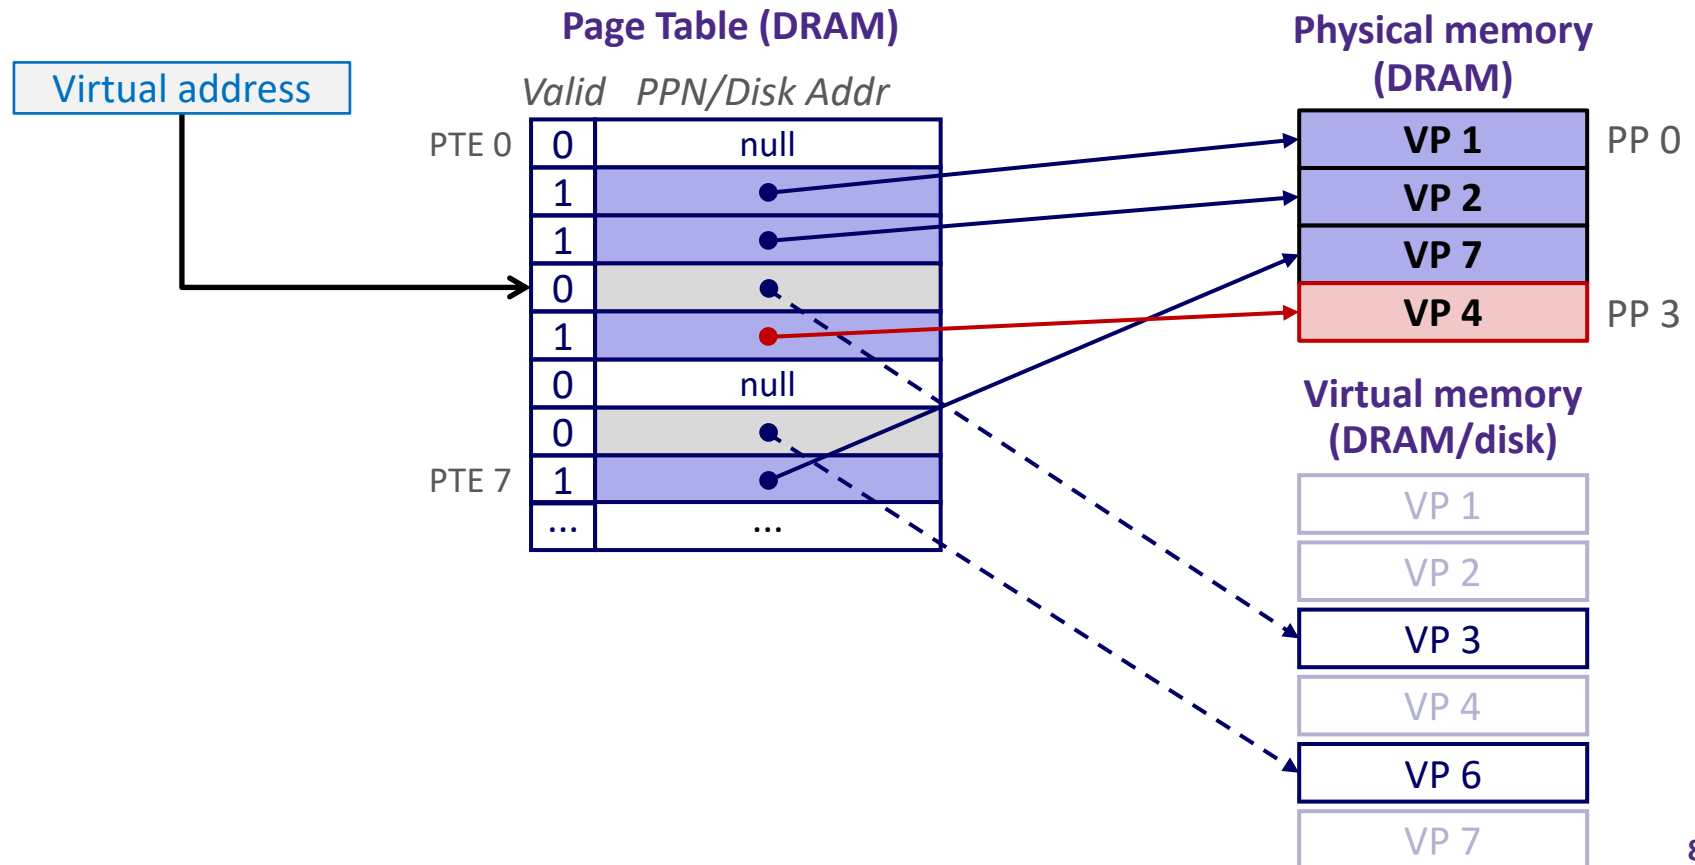 Page Table (DRAM)
Physical memory
(DRAM)
Virtual address
Valid PPN/Disk Addr
PTE 0 0 null
VP 1 PP 0
1
VP 2
1
VP 7
0
VP 4 PP 3
1
0 null
Virtual memory
(DRAM/disk)
0
PTE 7 1
VP 1
... ...
VP 2
VP 3
VP 4
VP 6
VP 7